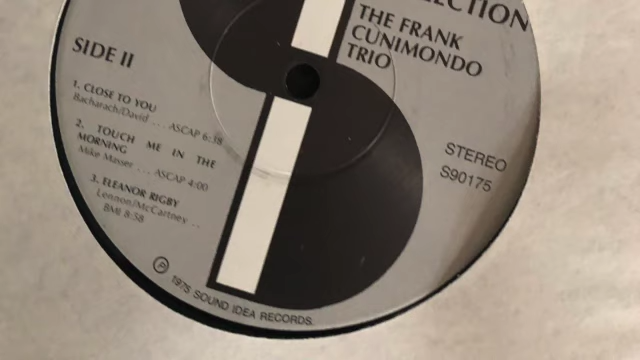 THE FRANK
CUNIMONDO
TRIO
SIDE II
1. CLOSE TO YOU
Bacharach/David ... ASCAP 6:38
2. TOUCH ME IN THE
MORNING
Mike Masser ... ASCAP 4:00
3. ELEANOR RIGBY
Lennon/McCartney ..
BMI 8:58
STEREO
S90175
Ⓟ 1975 SOUND IDEA RECORDS